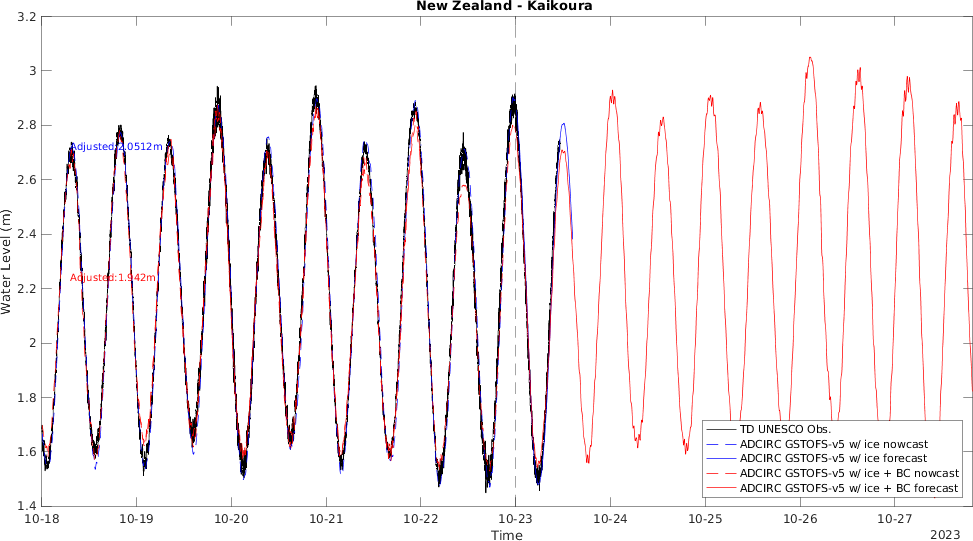 New Zealand - Kaikoura
3.2
3
2.8
2.6
2.4
2.2
2
1.8
1.6
1.4
Water Level (m)
Adjusted:2.0512m
Adjusted:1.942m
TD UNESCO Obs.
ADCIRC GSTOFS-v5 w/ ice nowcast
ADCIRC GSTOFS-v5 w/ ice forecast
ADCIRC GSTOFS-v5 w/ ice + BC nowcast
ADCIRC GSTOFS-v5 w/ ice + BC forecast
10-18 10-19 10-20 10-21 10-22 10-23 10-24 10-25 10-26 10-27
Time
2023